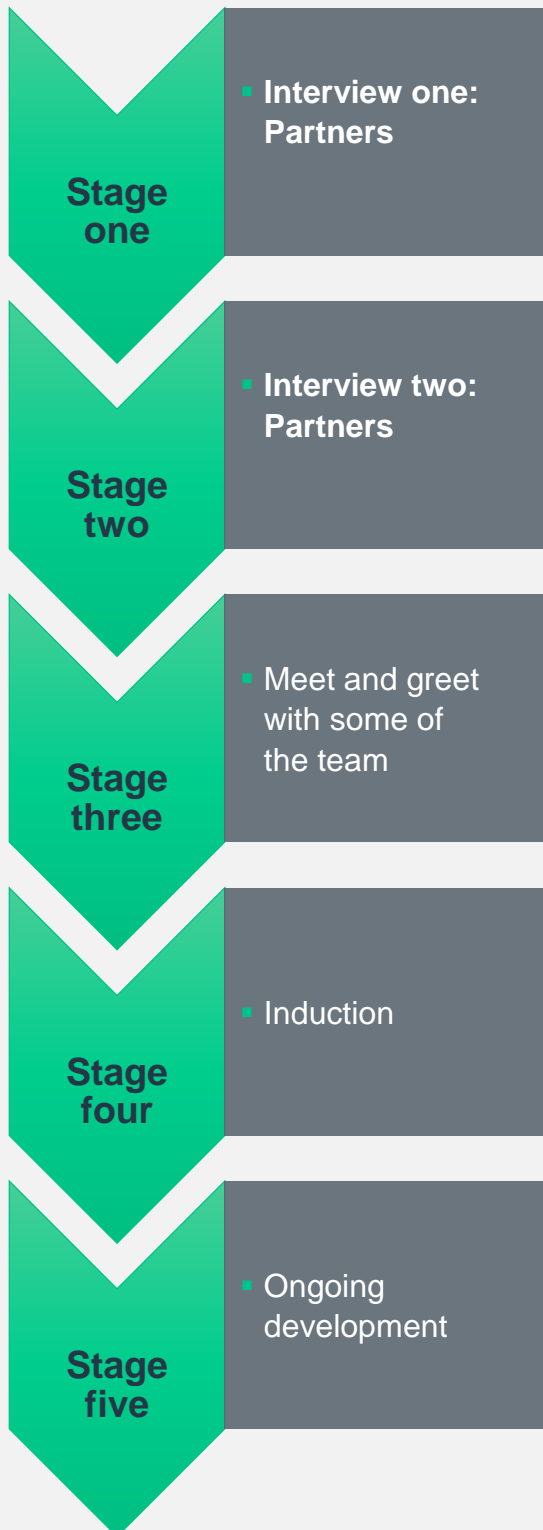 Stage
one
▪ Interview one:
Partners
Stage
two
▪ Interview two:
Partners
Stage
three
▪ Meet and greet
with some of
the team
Stage
four
▪ Induction
Stage
five
▪ Ongoing
development